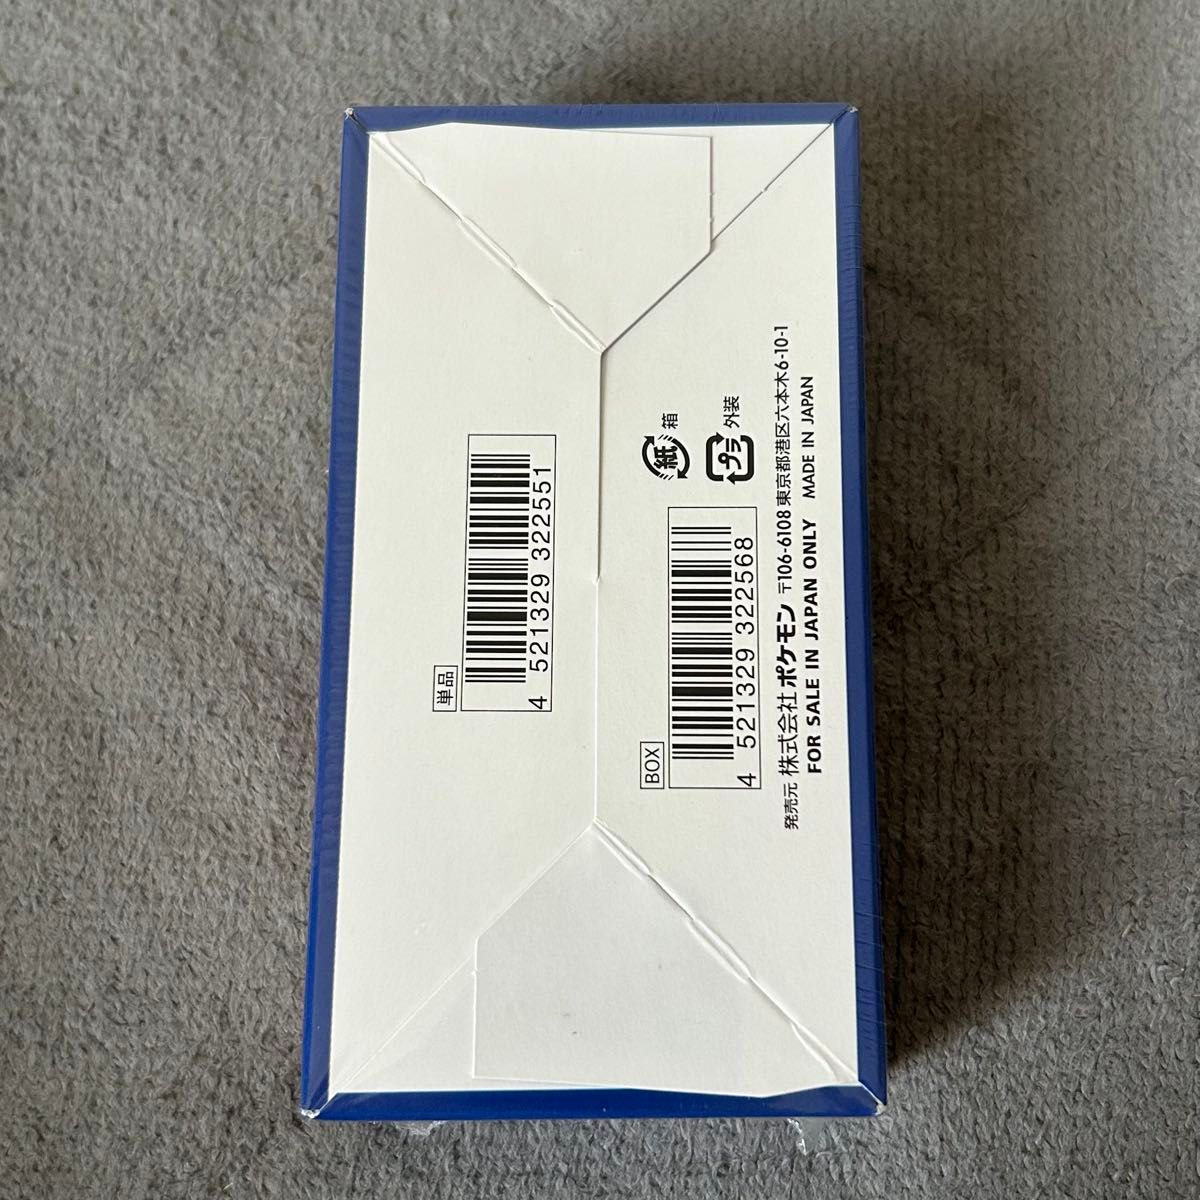 単品
4 521329 322551
紙 箱
プラ 外装
BOX
4 521329 322568
発売元 株式会社 ポケモン 〒106-6108 東京都港区六本木6-10-1
FOR SALE IN JAPAN ONLY MADE IN JAPAN